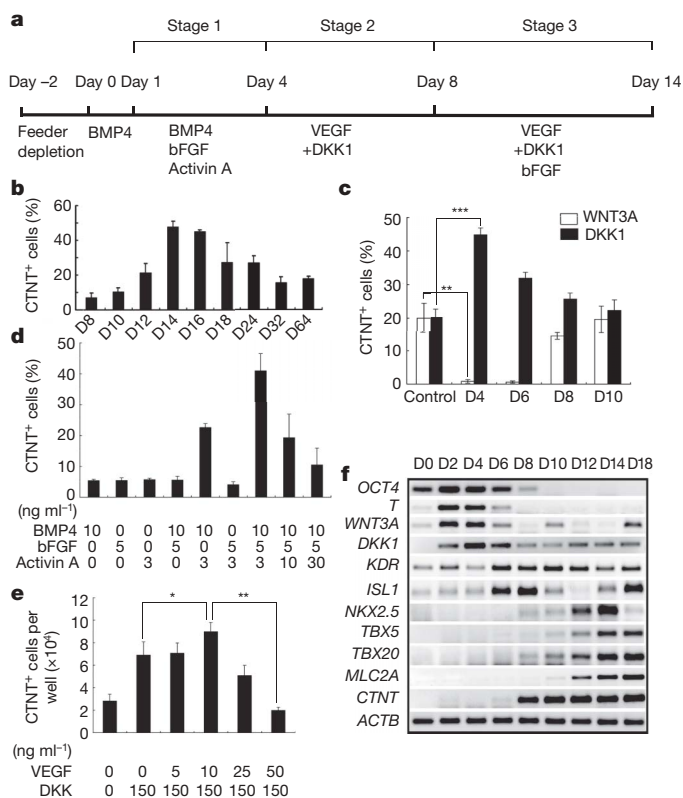 a
Stage 1 Stage 2 Stage 3
Day –2 Day 0 Day 1 Day 4 Day 8 Day 14
Feeder depletion BMP4 BMP4 bFGF Activin A VEGF +DKK1 VEGF +DKK1 bFGF
b
CTNT+ cells (%)
60
40
20
0
D8 D10 D12 D14 D16 D18 D24 D32 D64
c
CTNT+ cells (%)
50
40
30
20
10
0
***
**
WNT3A
DKK1
Control D4 D6 D8 D10
d
CTNT+ cells (%)
50
40
30
20
10
0
(ng ml–1)
BMP4 10 0 0 10 10 0 10 10 10
bFGF 0 5 0 5 0 5 5 5 5
Activin A 0 0 3 0 3 3 3 10 30
e
CTNT+ cells per
well (×10⁴)
12
10
8
6
4
2
0
* **
(ng ml–1)
VEGF 0 0 5 10 25 50
DKK 0 150 150 150 150 150
f
D0 D2 D4 D6 D8 D10 D12 D14 D18
OCT4
T
WNT3A
DKK1
KDR
ISL1
NKX2.5
TBX5
TBX20
MLC2A
CTNT
ACTB